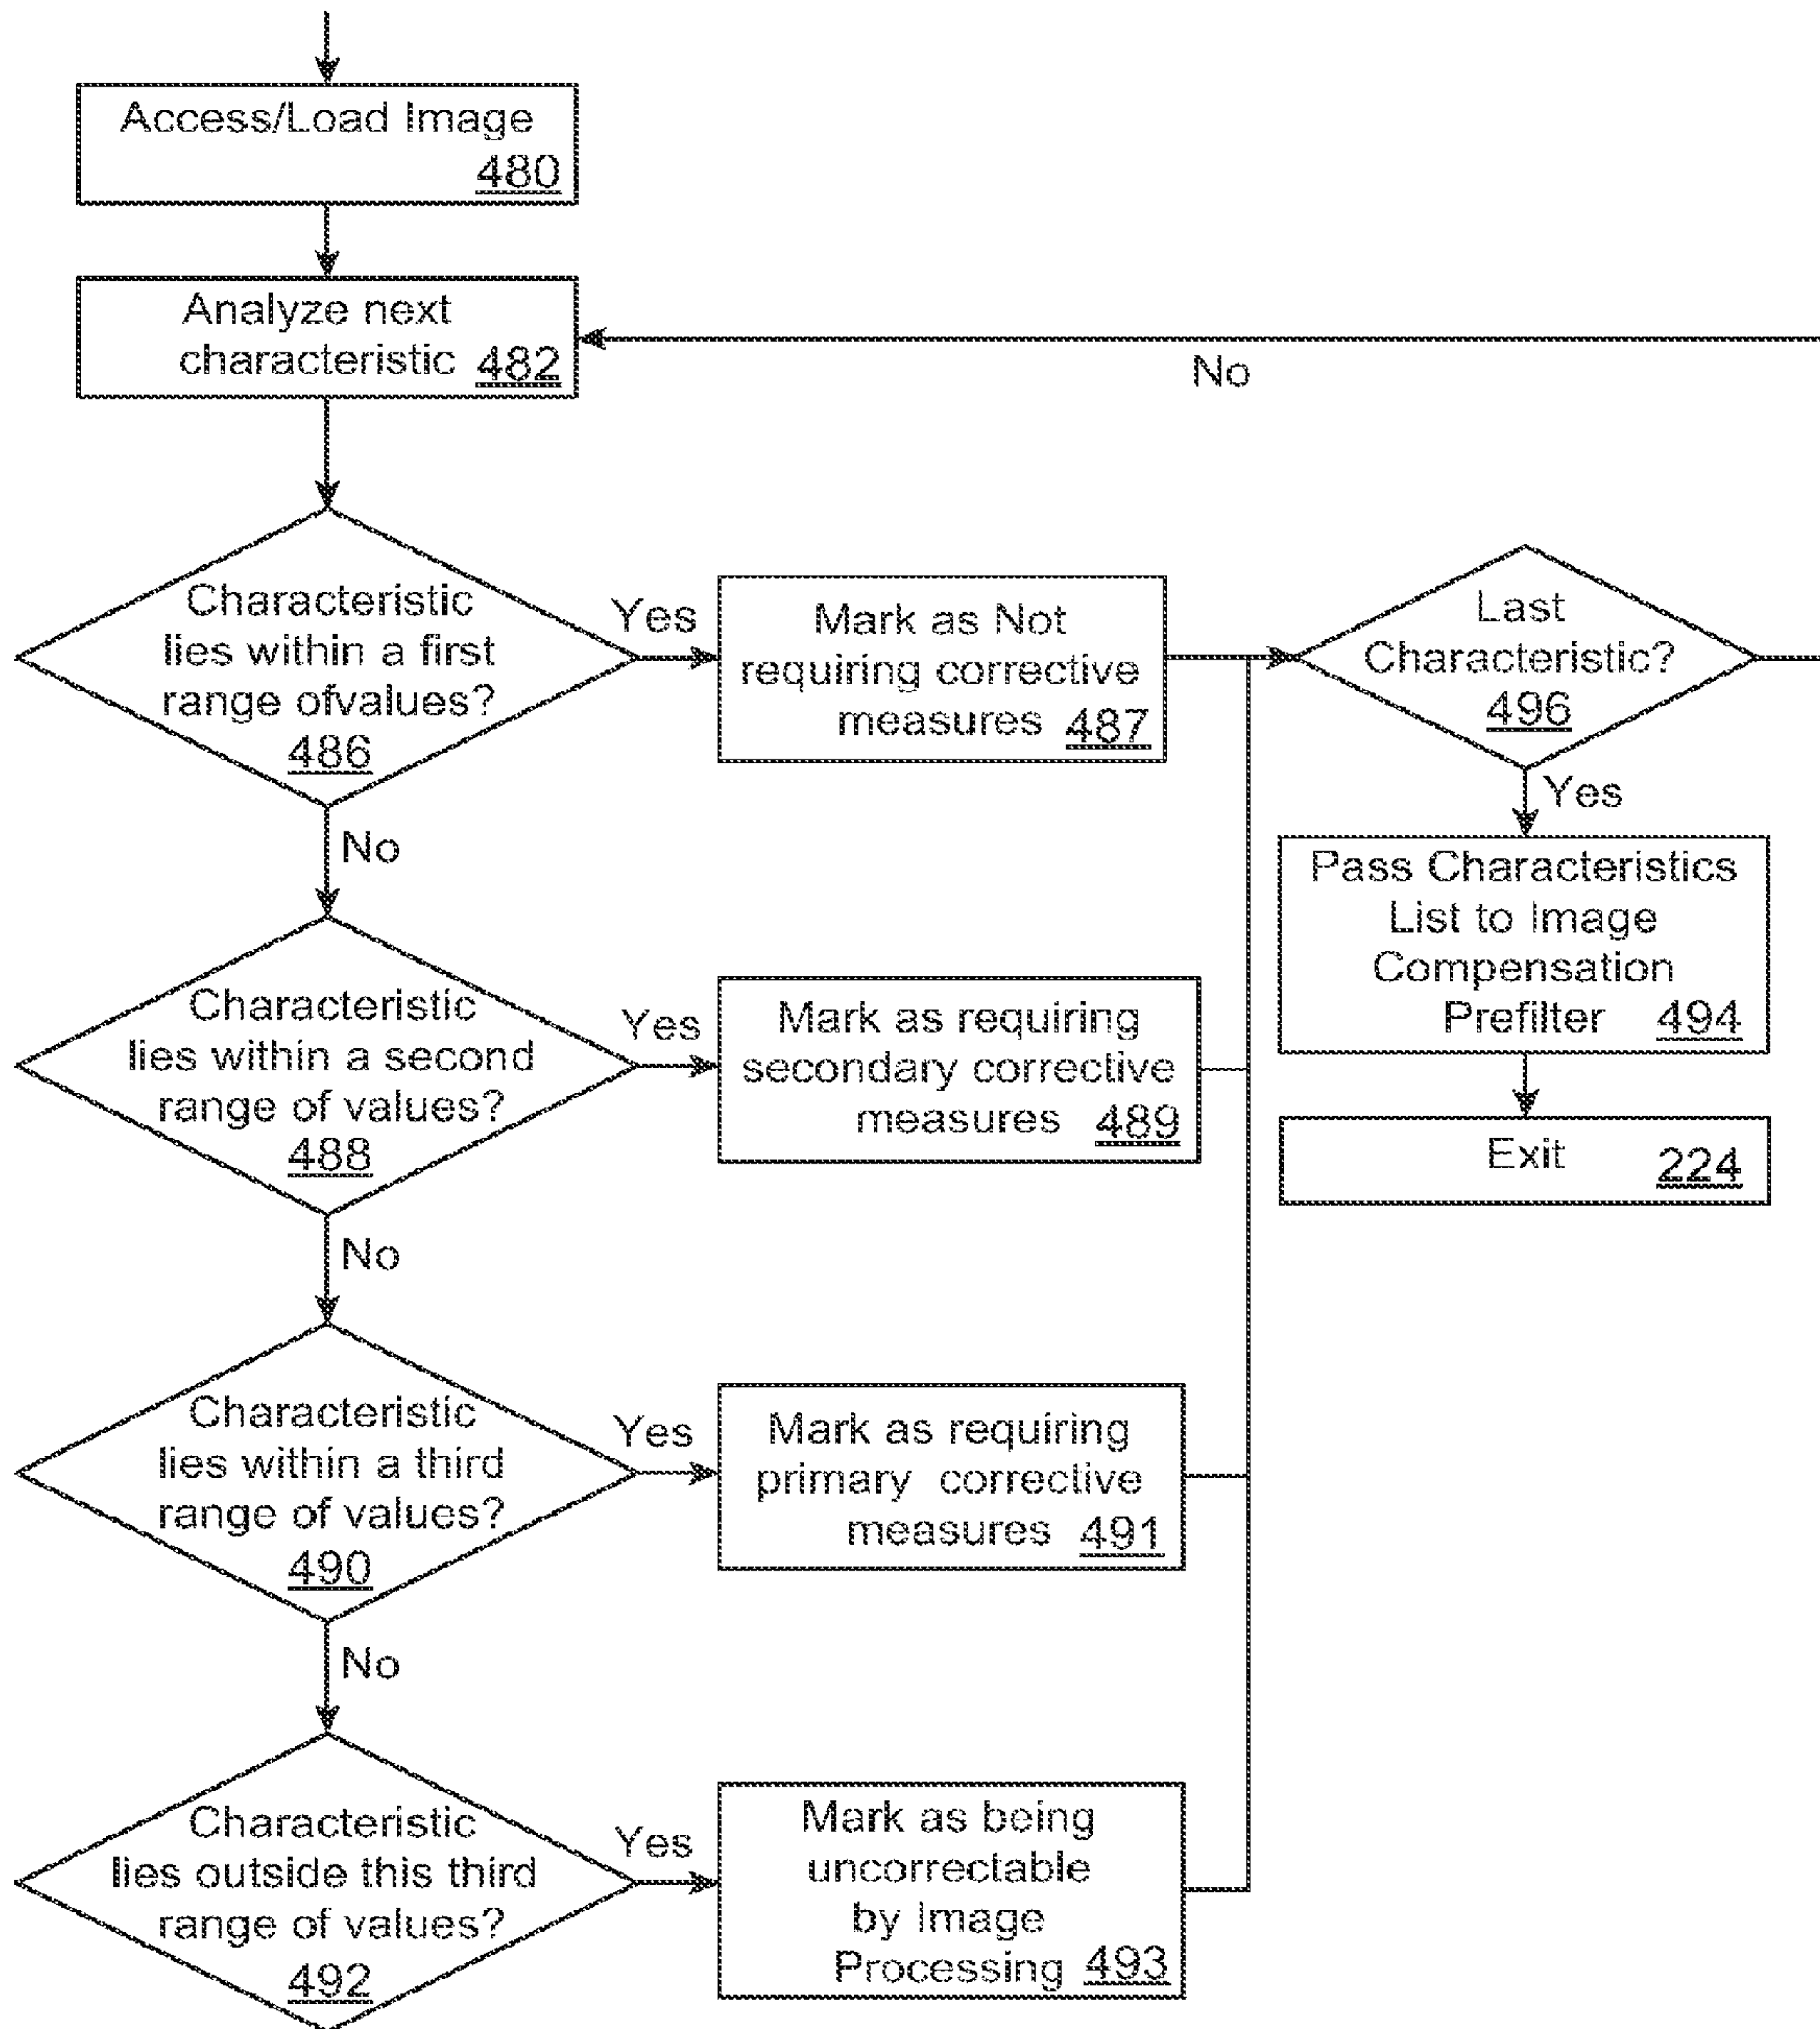 Access/Load Image
480
Analyze next
characteristic 482
No
Characteristic
lies within a first
range ofvalues?
486
Yes
Mark as Not
requiring corrective
measures 487
Last
Characteristic?
496
Yes
Pass Characteristics
List to Image
Compensation
Prefilter 494
Exit 224
No
Characteristic
lies within a second
range of values?
488
Yes
Mark as requiring
secondary corrective
measures 489
No
Characteristic
lies within a third
range of values?
490
Yes
Mark as requiring
primary corrective
measures 491
No
Characteristic
lies outside this third
range of values?
492
Yes
Mark as being
uncorrectable
by Image
Processing 493